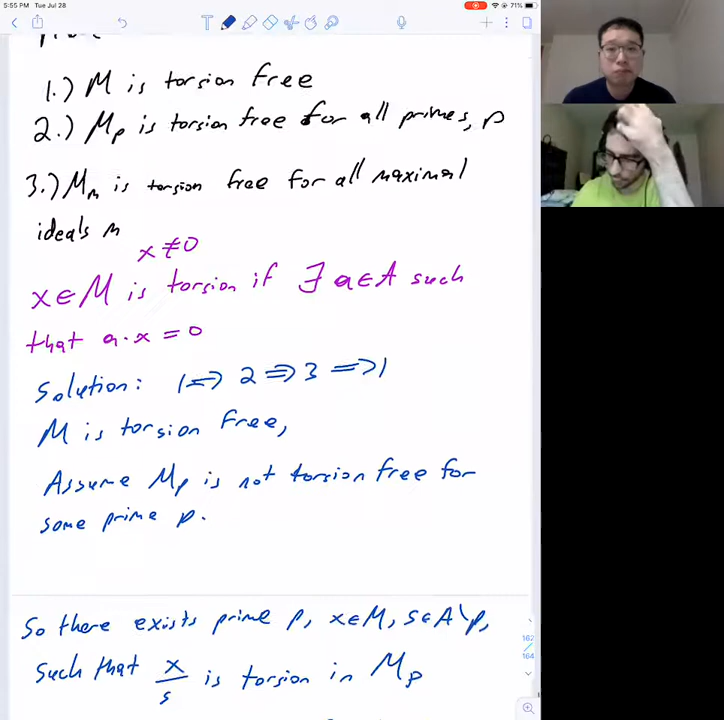 5:55 PM Tue Jul 28
71%
1.) M is torsion free
2.) Mp is torsion free for all primes, p
3.) Mm is torsion free for all maximal
ideals m
x≠0
x∈M is torsion if ∃ a∈A such
that a·x = 0
Solution: 1=>2=>3=>1
M is torsion free,
Assume Mp is not torsion free for
some prime p.
So there exists prime p, x∈M, s∈A\p,
such that x/s is torsion in Mp
162
164